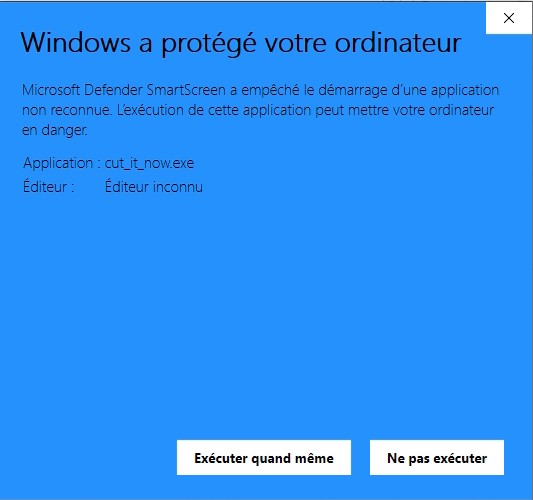 Windows a protégé votre ordinateur
Microsoft Defender SmartScreen a empêché le démarrage d’une application
non reconnue. L’exécution de cette application peut mettre votre ordinateur
en danger.
Application : cut_it_now.exe
Éditeur : Éditeur inconnu
Exécuter quand même
Ne pas exécuter